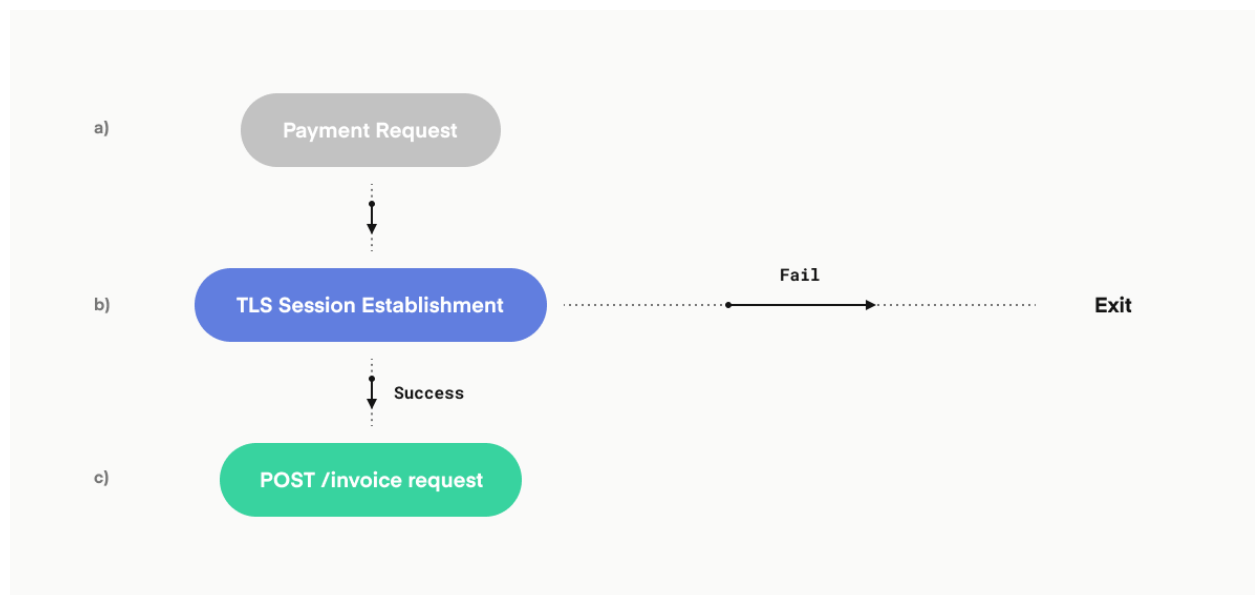 a)
Payment Request
Fail
b)
TLS Session Establishment
Exit
Success
c)
POST /invoice request